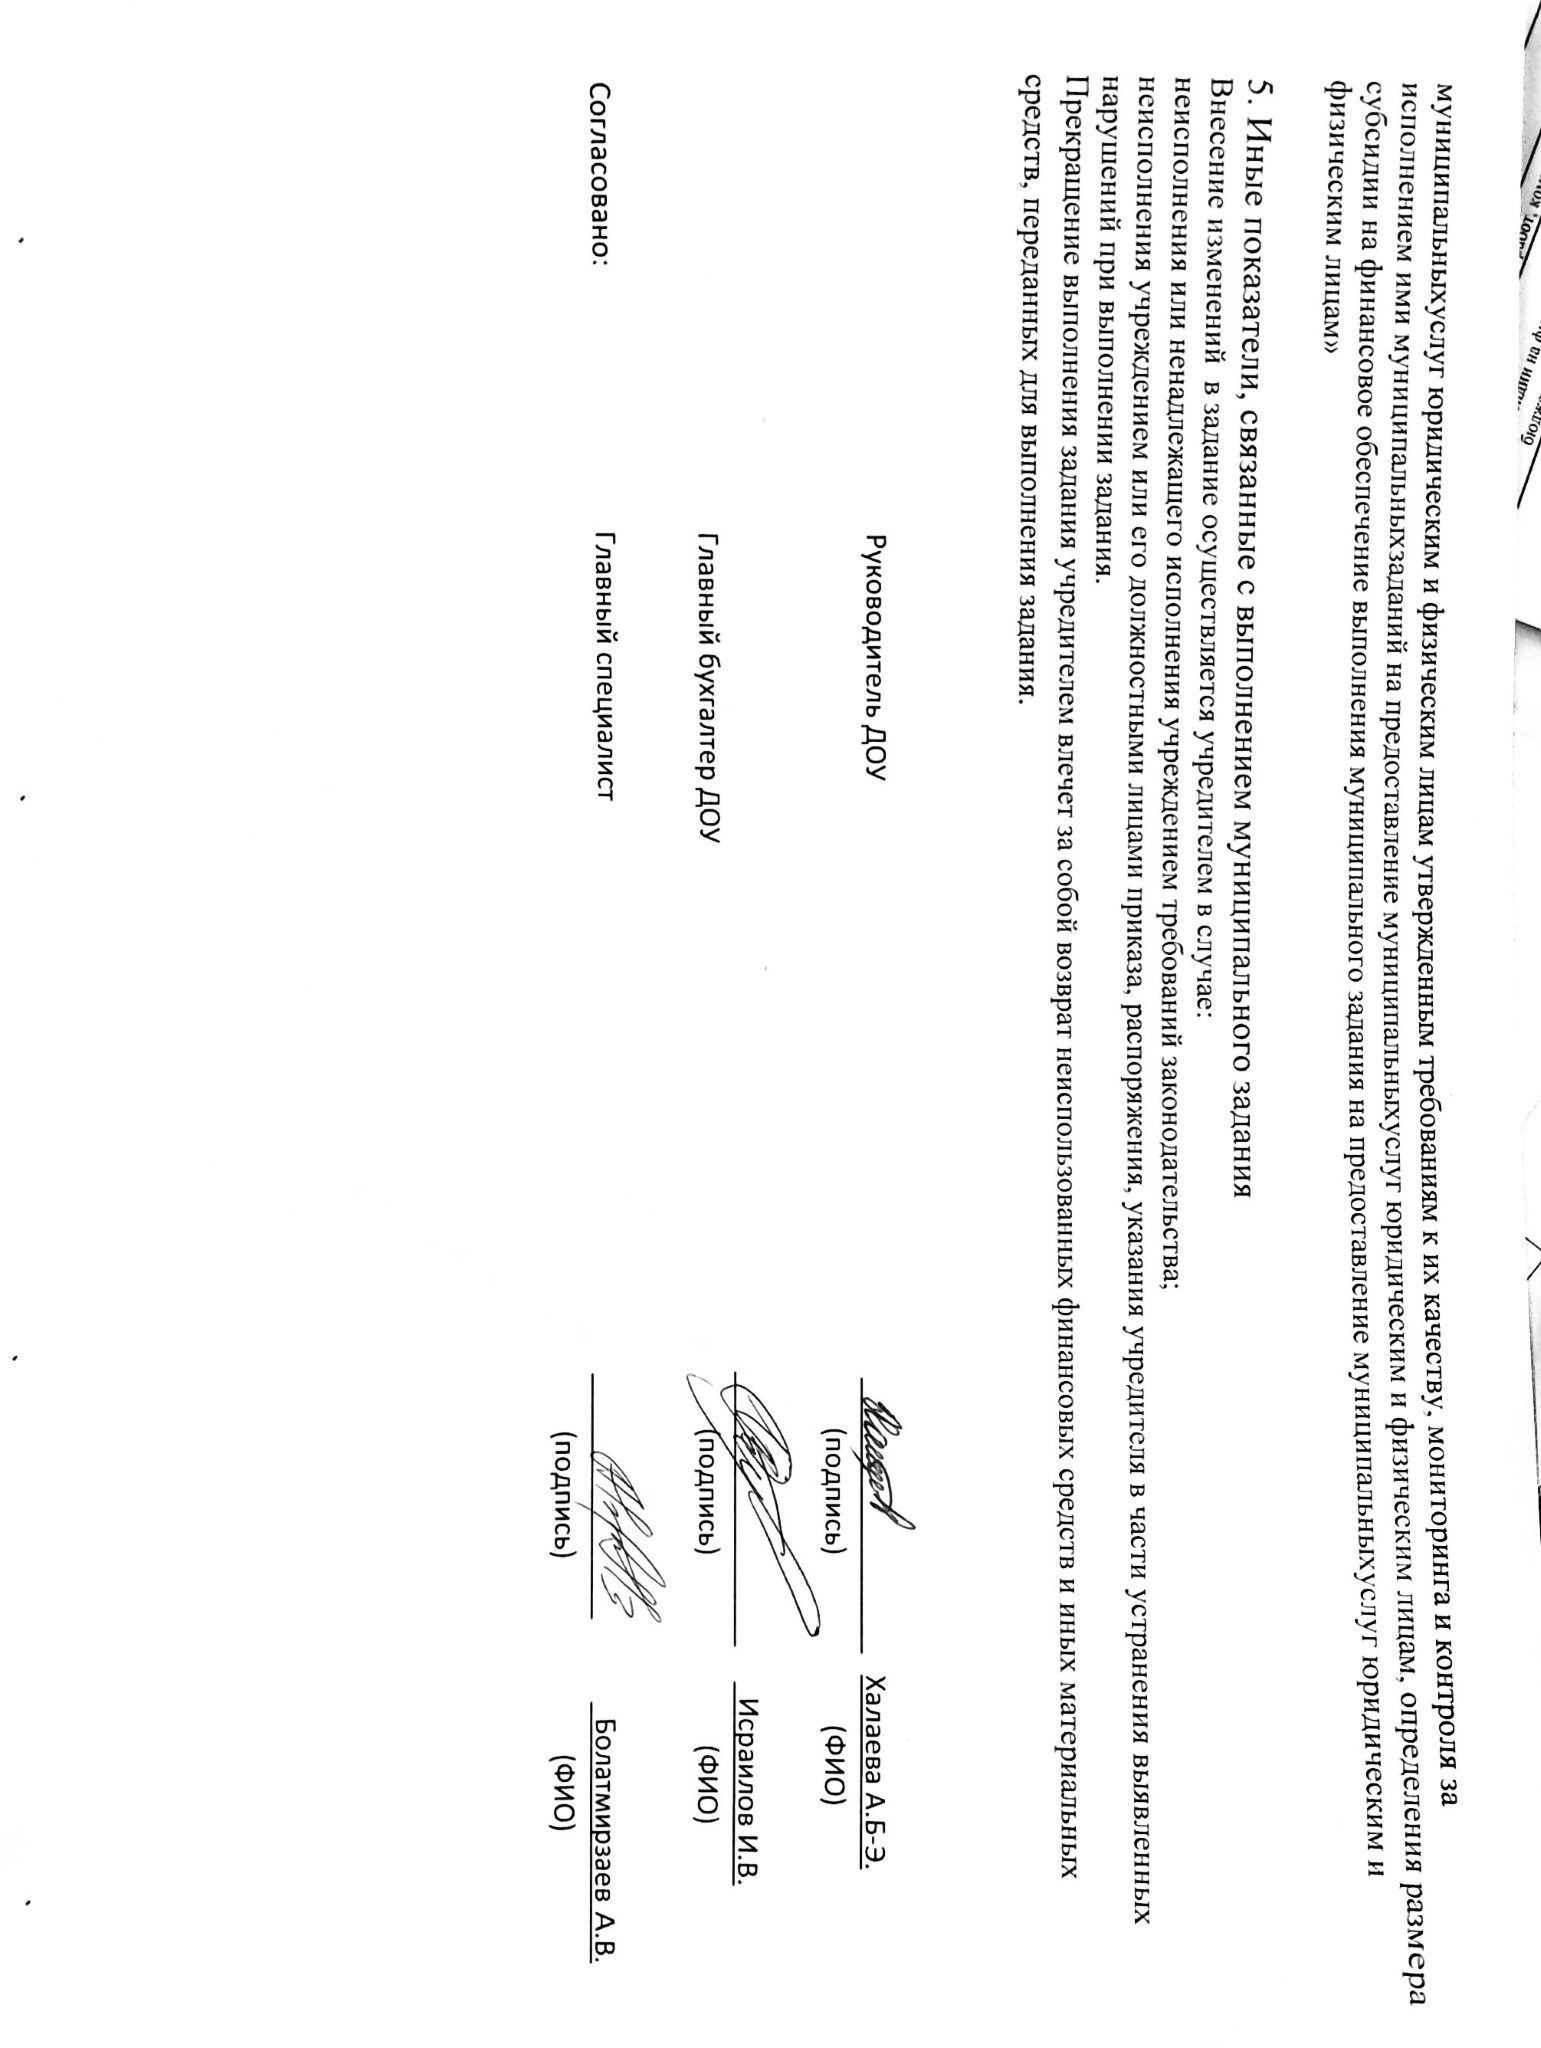 муниципальныхуслуг юридическим и физическим лицам утвержденным требованиям к их качеству, мониторинга и контроля за
исполнением ими муниципальныхзаданий на предоставление муниципальныхуслуг юридическим и физическим лицам, определения размера
субсидии на финансовое обеспечение выполнения муниципального задания на предоставление муниципальныхуслуг юридическим и
физическим лицам»
5. Иные показатели, связанные с выполнением муниципального задания
Внесение изменений в задание осуществляется учредителем в случае:
неисполнения или ненадлежащего исполнения учреждением требований законодательства;
неисполнения учреждением или его должностными лицами приказа, распоряжения, указания учредителя в части устранения выявленных
нарушений при выполнении задания.
Прекращение выполнения задания учредителем влечет за собой возврат неиспользованных финансовых средств и иных материальных
средств, переданных для выполнения задания.
Руководитель ДОУ Халаева А.Б-Э.
(подпись) (ФИО)
Главный бухгалтер ДОУ Исраилов И.В.
(подпись) (ФИО)
Согласовано: Главный специалист Болатмирзаев А.В.
(подпись) (ФИО)